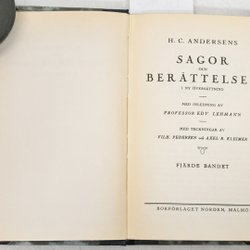 H. C. ANDERSENS
SAGOR
OCH
BERÄTTELSER
I NY ÖVERSÄTTNING
MED INLEDNING AV
PROFESSOR EDV. LEHMANN
MED TECKNINGAR AV
VILH. PEDERSEN och AXEL R. KLEIMER
FJÄRDE BANDET
BOKFÖRLAGET NORDEN, MALMÖ